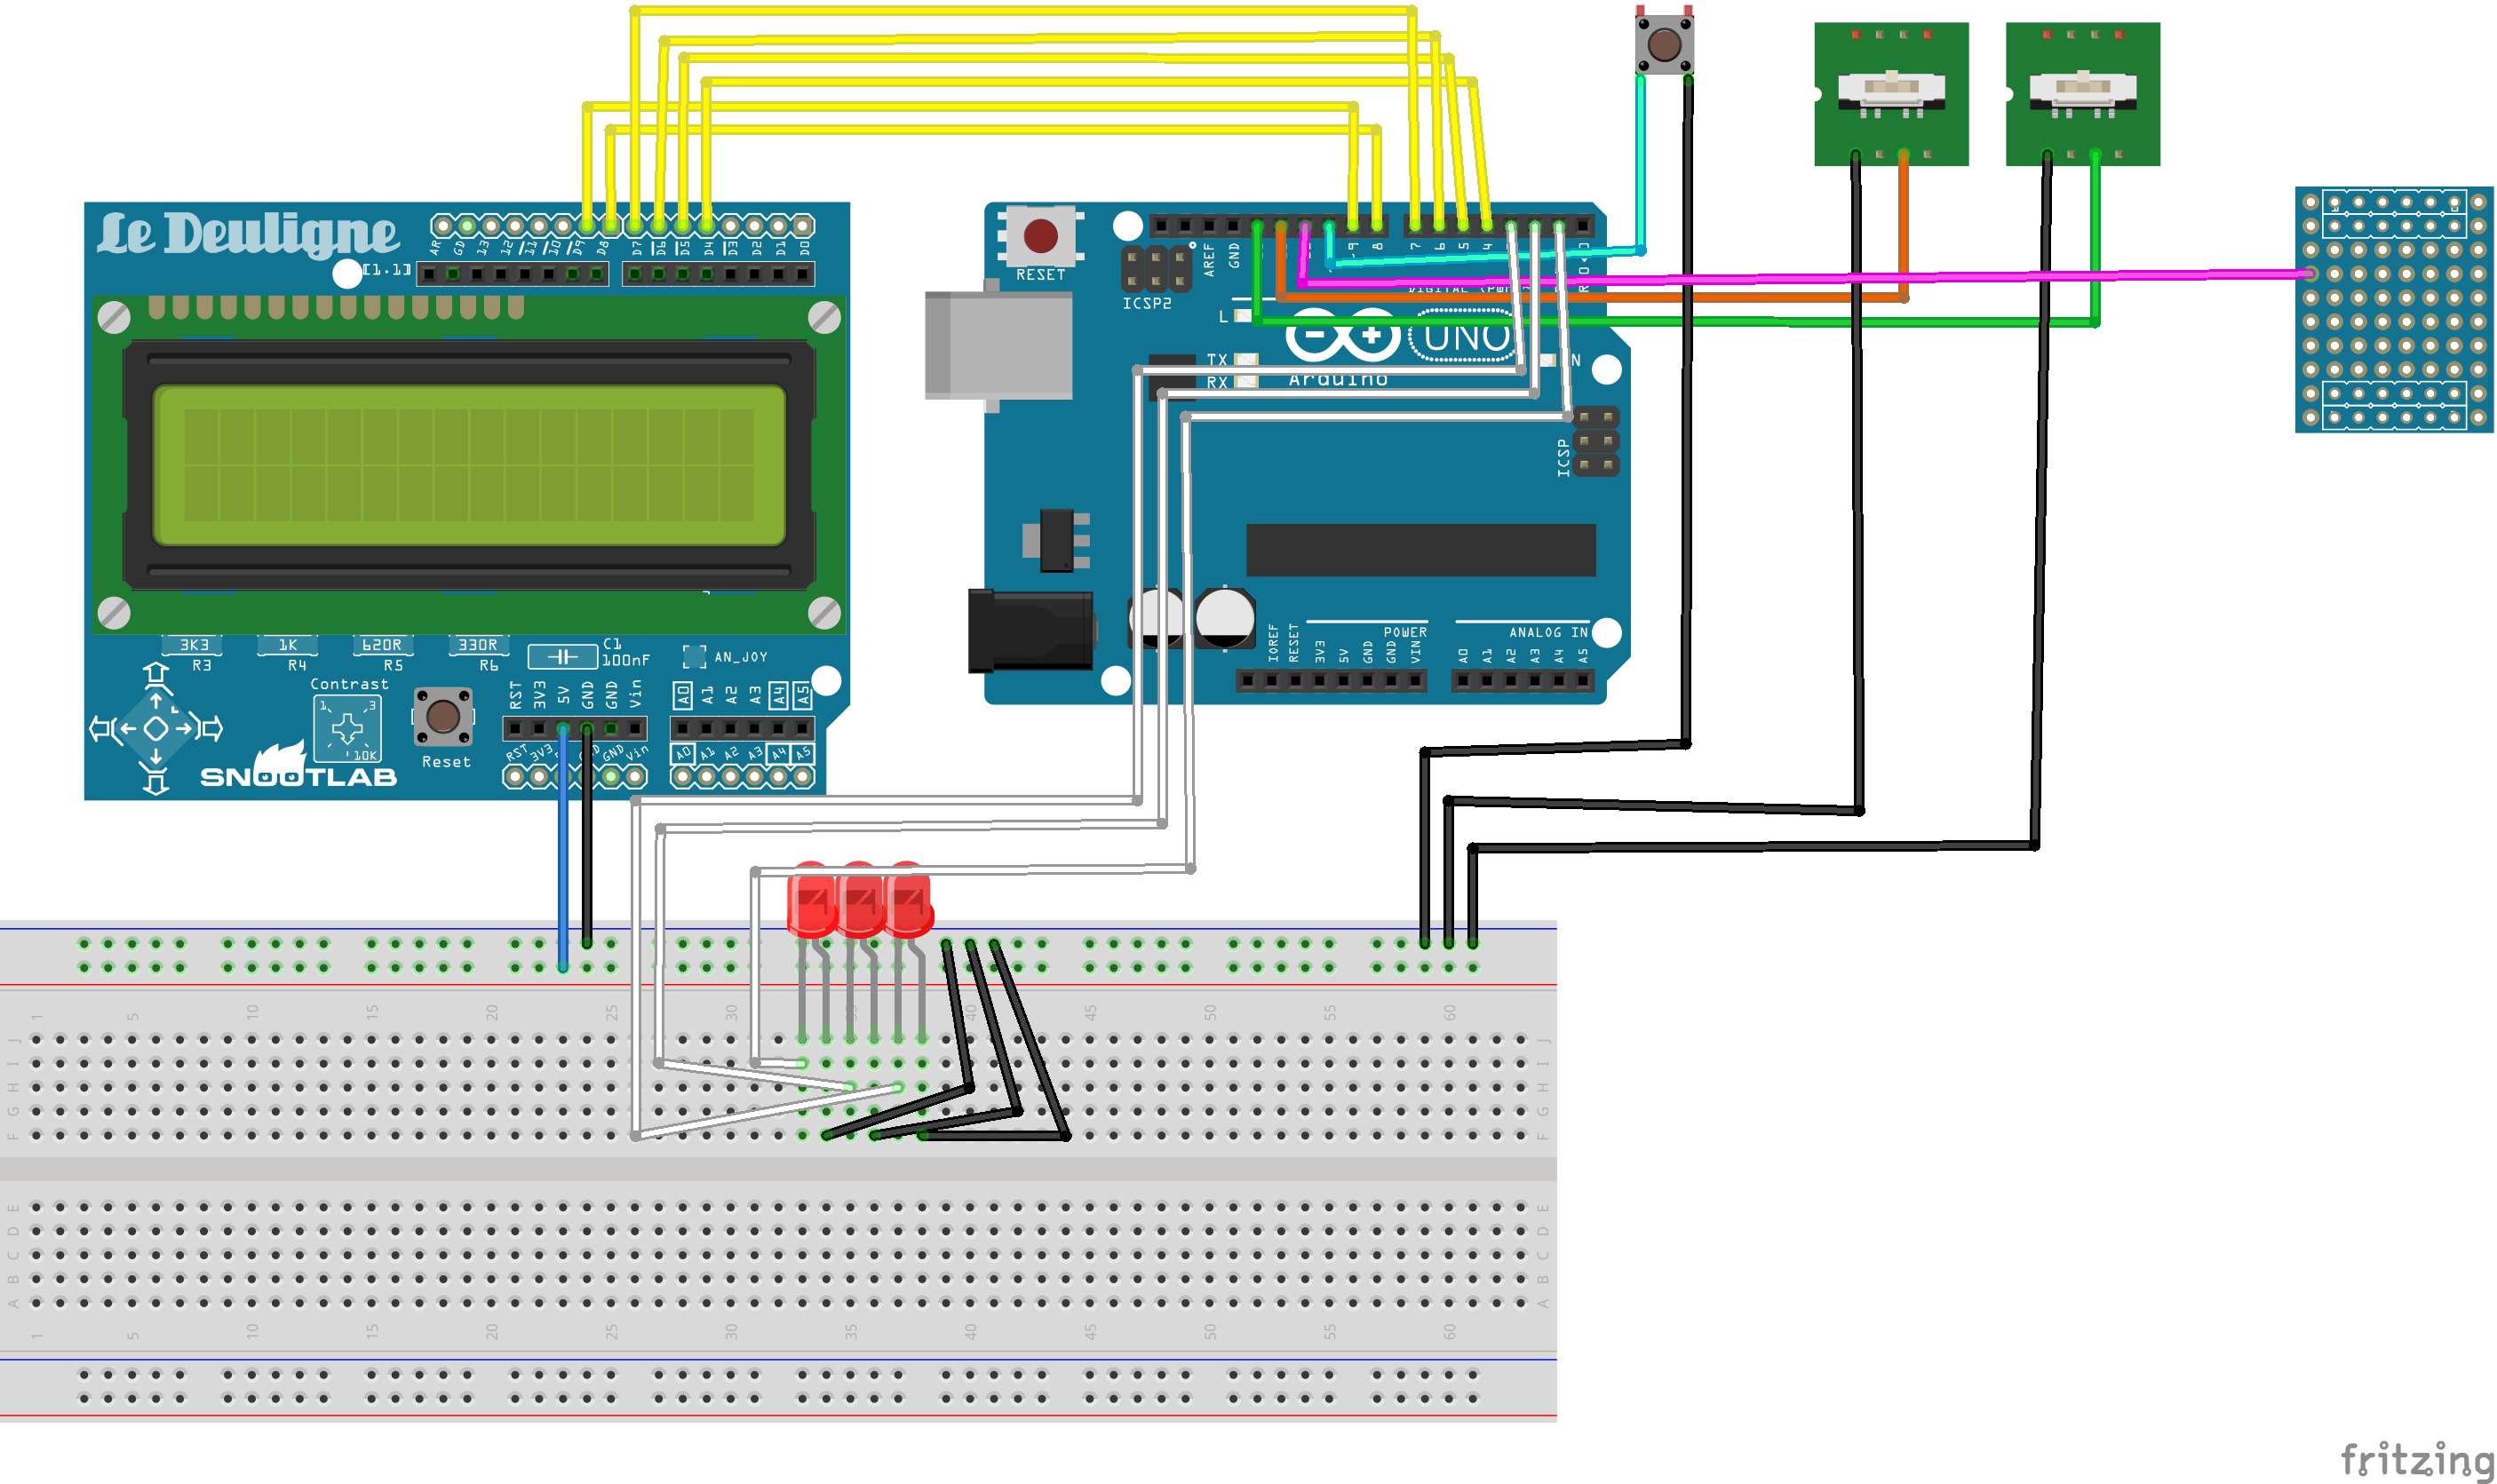 Le Deuligne
[1.1]
AR GD 13 12 11 10 D9 D8 D7 D6 D5 D4 D3 D2 D1 D0
3K3 1K 620R 330R
R3 R4 R5 R6
C1
100nF
AN_JOY
Contrast
1 3
10K
Reset
SNOOTLAB
RST 3V3 5V GND GND Vin
A0 A1 A2 A3 A4 A5
RST 3V3 GND Vin
A0 A1 A2 A3 A4 A5
RESET
ICSP2
AREF
GND
9 8 7 6 5 4
L
TX
RX
UNO
Arduino
ICSP
IOREF RESET 3V3 5V GND GND VIN
POWER
A0 A1 A2 A3 A4 A5
ANALOG IN
1 5 10 15 20 25 30 35 40 45 50 55 60
J J
I I
H H
G G
F F
E E
D D
C C
B B
A A
1 5 10 15 20 25 30 35 40 45 50 55 60
fritzing